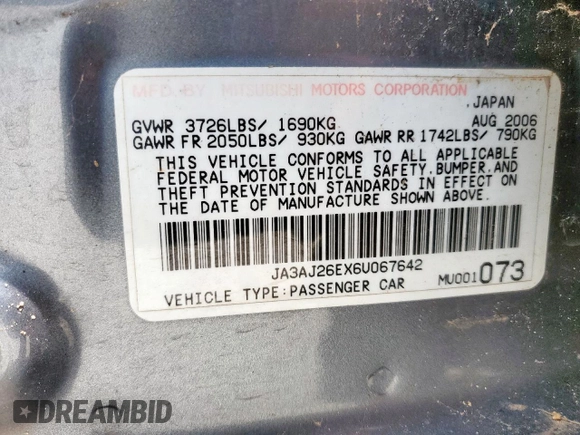 MFD. BY MITSUBISHI MOTORS CORPORATION
JAPAN
GVWR 3726LBS/ 1690KG AUG 2006
GAWR FR 2050LBS/ 930KG GAWR RR 1742LBS/ 790KG
THIS VEHICLE CONFORMS TO ALL APPLICABLE
FEDERAL MOTOR VEHICLE SAFETY, BUMPER, AND
THEFT PREVENTION STANDARDS IN EFFECT ON
THE DATE OF MANUFACTURE SHOWN ABOVE.
JA3AJ26EX6U067642
VEHICLE TYPE:PASSENGER CAR MU001073
DREAMBID